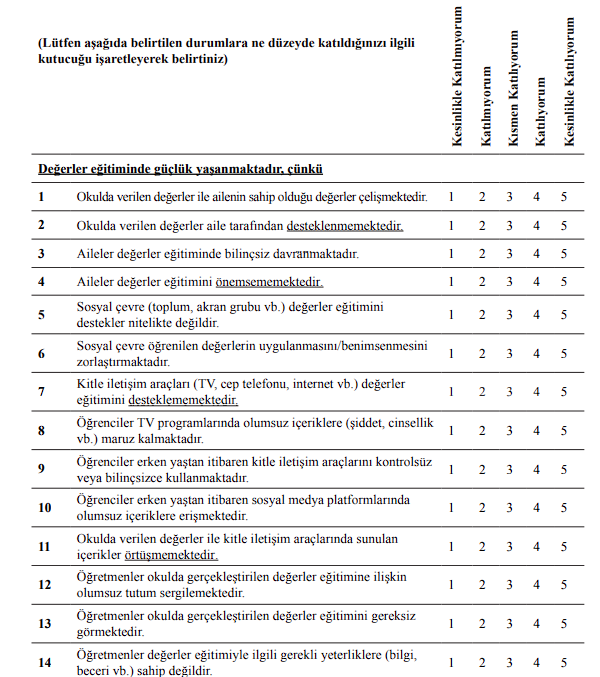 (Lütfen aşağıda belirtilen durumlara ne düzeyde katıldığınızı ilgili
kutucuğu işaretleyerek belirtiniz)
Kesinlikle Katılmıyorum
Katılmıyorum
Kısmen Katılıyorum
Katılıyorum
Kesinlikle Katılıyorum
Değerler eğitiminde güçlük yaşanmaktadır, çünkü
1 Okulda verilen değerler ile ailenin sahip olduğu değerler çelişmektedir. 1 2 3 4 5
2 Okulda verilen değerler aile tarafından desteklenmemektedir. 1 2 3 4 5
3 Aileler değerler eğitiminde bilinçsiz davranmaktadır. 1 2 3 4 5
4 Aileler değerler eğitimini önemsememektedir. 1 2 3 4 5
5 Sosyal çevre (toplum, akran grubu vb.) değerler eğitimini
destekler nitelikte değildir. 1 2 3 4 5
6 Sosyal çevre öğrenilen değerlerin uygulanmasını/benimsenmesini
zorlaştırmaktadır. 1 2 3 4 5
7 Kitle iletişim araçları (TV, cep telefonu, internet vb.) değerler
eğitimini desteklememektedir. 1 2 3 4 5
8 Öğrenciler TV programlarında olumsuz içeriklere (şiddet, cinsellik
vb.) maruz kalmaktadır. 1 2 3 4 5
9 Öğrenciler erken yaştan itibaren kitle iletişim araçlarını kontrolsüz
veya bilinçsizce kullanmaktadır. 1 2 3 4 5
10 Öğrenciler erken yaştan itibaren sosyal medya platformlarında
olumsuz içeriklere erişmektedir. 1 2 3 4 5
11 Okulda verilen değerler ile kitle iletişim araçlarında sunulan
içerikler örtüşmemektedir. 1 2 3 4 5
12 Öğretmenler okulda gerçekleştirilen değerler eğitimine ilişkin
olumsuz tutum sergilemektedir. 1 2 3 4 5
13 Öğretmenler okulda gerçekleştirilen değerler eğitimini gereksiz
görmektedir. 1 2 3 4 5
14 Öğretmenler değerler eğitimiyle ilgili gerekli yeterliklere (bilgi,
beceri vb.) sahip değildir. 1 2 3 4 5